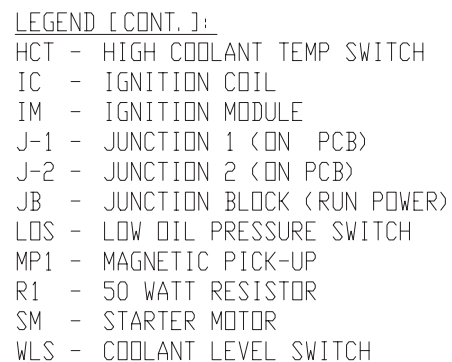 LEGEND [CONT.]:
HCT - HIGH COOLANT TEMP SWITCH
IC - IGNITION COIL
IM - IGNITION MODULE
J-1 - JUNCTION 1 (ON PCB)
J-2 - JUNCTION 2 (ON PCB)
JB - JUNCTION BLOCK (RUN POWER)
LOS - LOW OIL PRESSURE SWITCH
MP1 - MAGNETIC PICK-UP
R1 - 50 WATT RESISTOR
SM - STARTER MOTOR
WLS - COOLANT LEVEL SWITCH